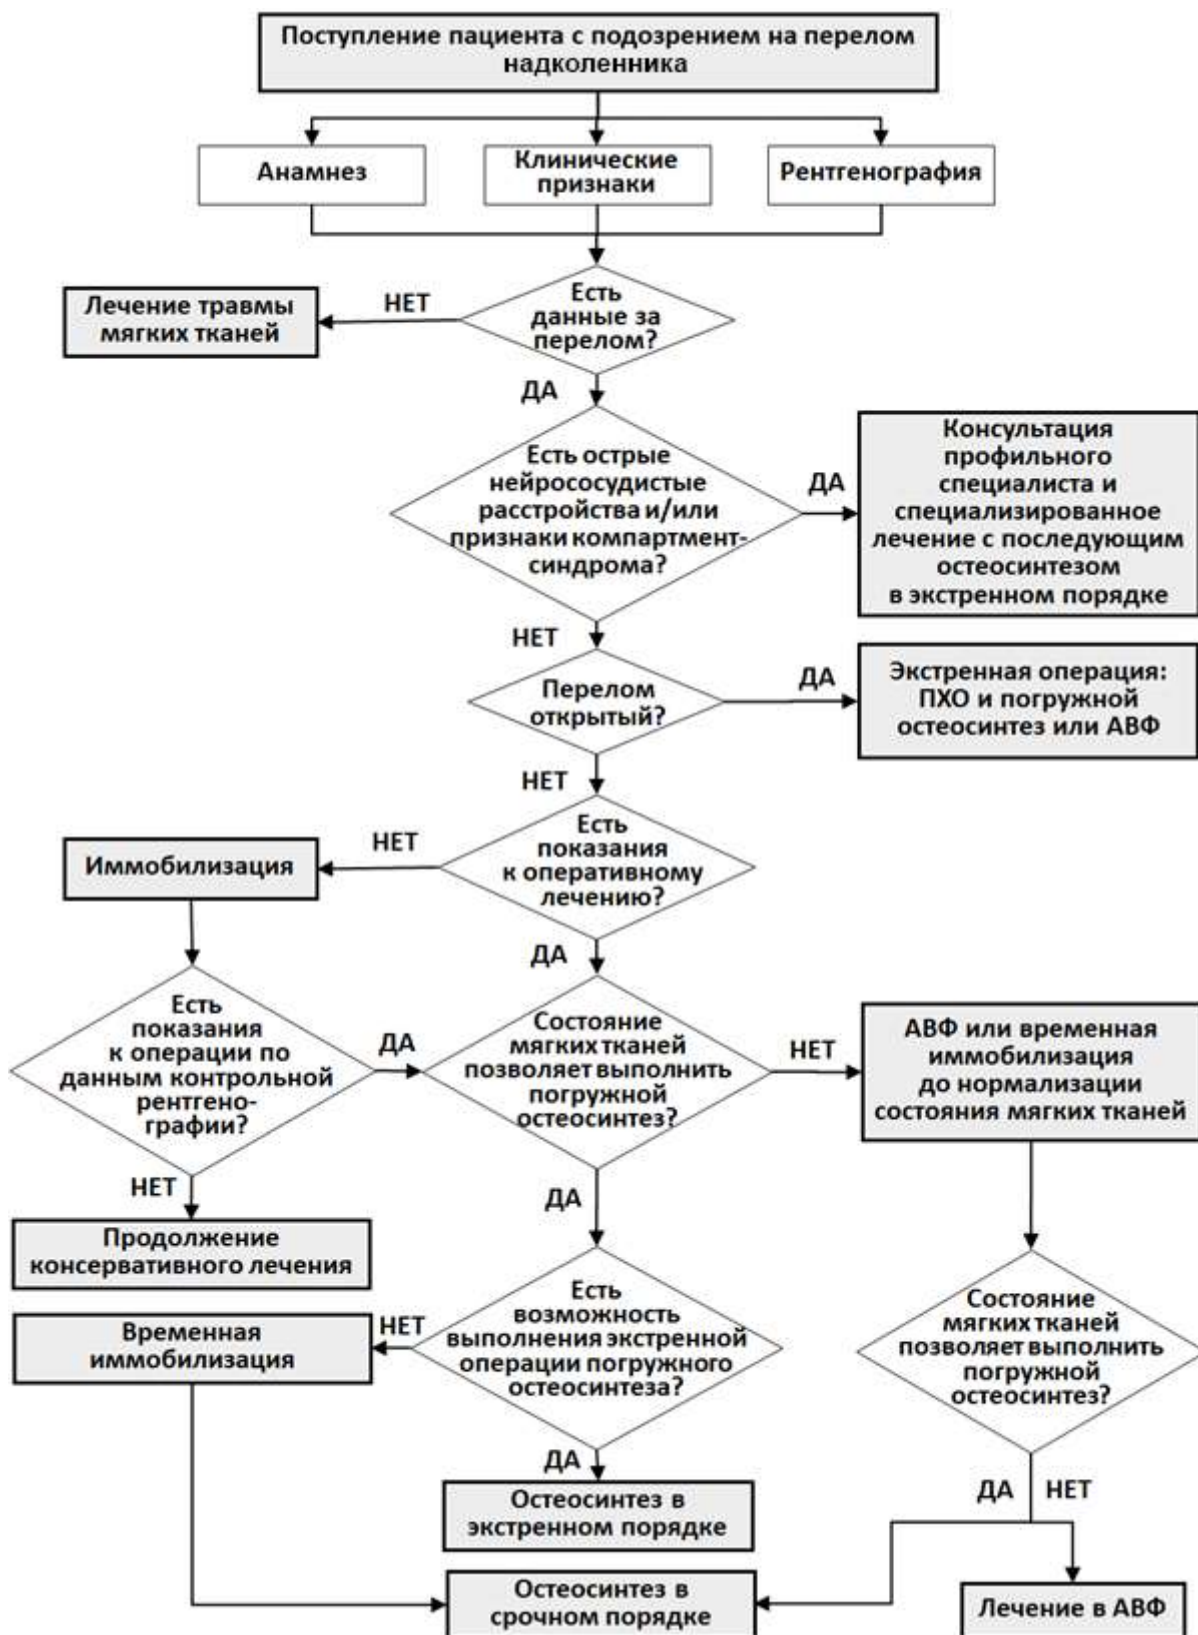 Поступление пациента с подозрением на перелом
надколенника
Анамнез
Клинические
признаки
Рентгенография
Есть
данные за
перелом?
НЕТ
Лечение травмы
мягких тканей
ДА
Есть острые
нейрососудистые
расстройства и/или
признаки компартмент-
синдрома?
ДА
Консультация
профильного
специалиста и
специализированное
лечение с последующим
остеосинтезом
в экстренном порядке
НЕТ
Перелом
открытый?
ДА
Экстренная операция:
ПХО и погружной
остеосинтез или АВФ
НЕТ
Есть
показания
к оперативному
лечению?
НЕТ
Иммобилизация
ДА
Есть
показания
к операции по
данным контрольной
рентгено-
графии?
ДА
Состояние
мягких тканей
позволяет выполнить
погружной
остеосинтез?
НЕТ
АВФ или временная
иммобилизация
до нормализации
состояния мягких тканей
НЕТ
Продолжение
консервативного лечения
ДА
Есть
возможность
выполнения экстренной
операции погружного
остеосинтеза?
НЕТ
Временная
иммобилизация
Состояние
мягких тканей
позволяет выполнить
погружной
остеосинтез?
ДА
Остеосинтез в
экстренном порядке
ДА
НЕТ
Остеосинтез в
срочном порядке
Лечение в АВФ